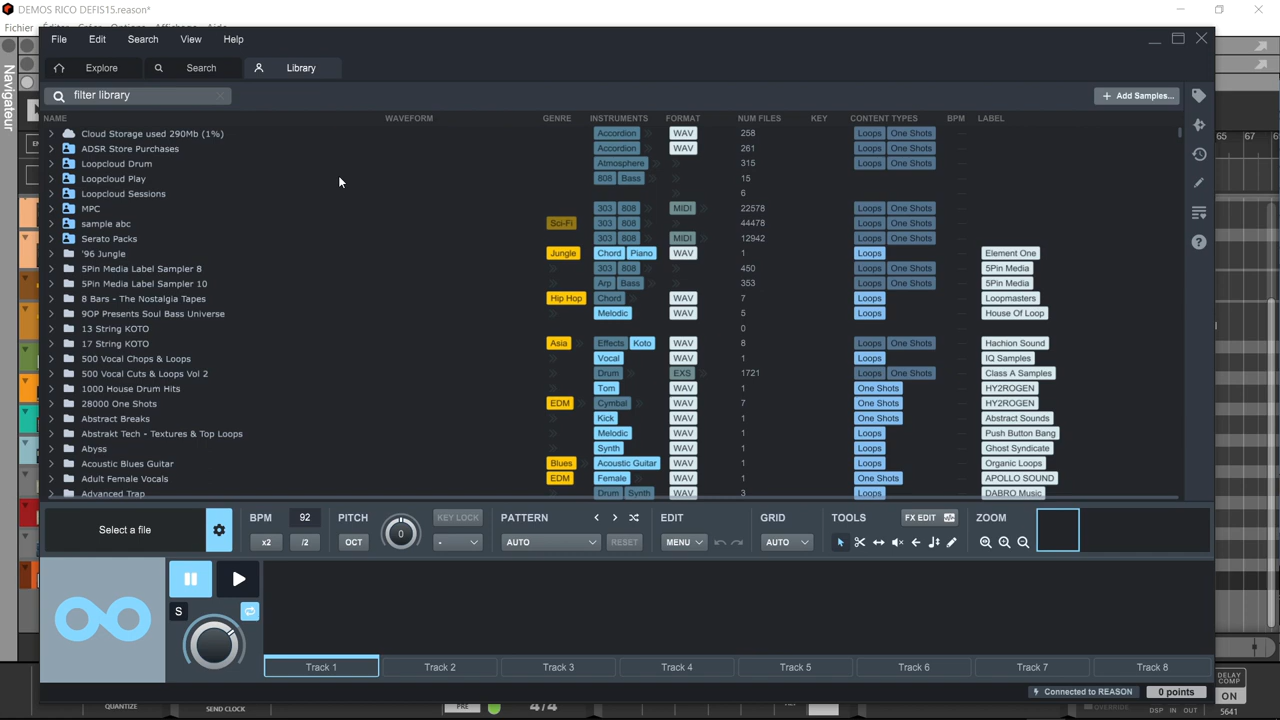 DEMOS RICO DEFIS15.reason*
Fichier
Navigateur
File Edit Search View Help
Explore Search Library
filter library
+ Add Samples...
NAME WAVEFORM GENRE INSTRUMENTS FORMAT NUM FILES KEY CONTENT TYPES BPM LABEL
Cloud Storage used 290Mb (1%) Accordion WAV 258 Loops One Shots
ADSR Store Purchases Accordion WAV 261 Loops One Shots
Loopcloud Drum Atmosphere 315 Loops One Shots
Loopcloud Play 808 Bass 15
Loopcloud Sessions 6
MPC 303 808 MIDI 22578 Loops One Shots
sample abc Sci-Fi 303 808 44478 Loops One Shots
Serato Packs 303 808 MIDI 12942 Loops One Shots
'96 Jungle Jungle Chord Piano WAV 1 Loops Element One
5Pin Media Label Sampler 8 303 808 450 Loops One Shots 5Pin Media
5Pin Media Label Sampler 10 Arp Bass 353 Loops One Shots 5Pin Media
8 Bars - The Nostalgia Tapes Hip Hop Chord WAV 7 Loops Loopmasters
9OP Presents Soul Bass Universe Melodic WAV 5 Loops House Of Loop
13 String KOTO 0
17 String KOTO Asia Effects Koto WAV 8 Loops One Shots Hachion Sound
500 Vocal Chops & Loops Vocal WAV 1 Loops IQ Samples
500 Vocal Cuts & Loops Vol 2 Drum EXS 1721 Loops One Shots Class A Samples
1000 House Drum Hits Tom WAV 1 One Shots HY2ROGEN
28000 One Shots EDM Cymbal WAV 7 One Shots HY2ROGEN
Abstract Breaks Kick WAV 1 One Shots Abstract Sounds
Abstrakt Tech - Textures & Top Loops Melodic WAV 1 Loops Push Button Bang
Abyss Synth WAV 1 Loops Ghost Syndicate
Acoustic Blues Guitar Blues Acoustic Guitar WAV 1 Loops Organic Loops
Adult Female Vocals EDM Female WAV 1 One Shots APOLLO SOUND
Advanced Trap Drum Synth WAV 3 Loops DABRO Music
65 67
Select a file
BPM 92 PITCH 0 KEY LOCK PATTERN EDIT GRID TOOLS FX EDIT ZOOM
x2 /2 OCT - AUTO RESET MENU AUTO
S
Track 1 Track 2 Track 3 Track 4 Track 5 Track 6 Track 7 Track 8
Connected to REASON 0 points
QUANTIZE SEND CLOCK PRE 4/4 OVERRIDE DSP IN OUT
DELAY
COMP
ON
5641